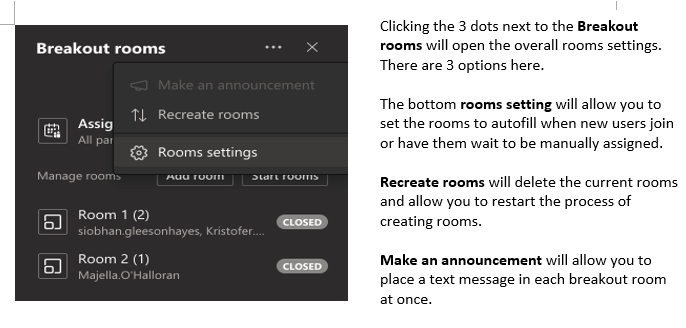 Breakout rooms ... ×
Make an announcement
Recreate rooms
Assig
All par
Rooms settings
Manage rooms Add room Start rooms
Room 1 (2)
siobhan.gleesonhayes, Kristofer.... CLOSED
Room 2 (1)
Majella.O'Halloran CLOSED
Clicking the 3 dots next to the Breakout
rooms will open the overall rooms settings.
There are 3 options here.
The bottom rooms setting will allow you to
set the rooms to autofill when new users join
or have them wait to be manually assigned.
Recreate rooms will delete the current rooms
and allow you to restart the process of
creating rooms.
Make an announcement will allow you to
place a text message in each breakout room
at once.